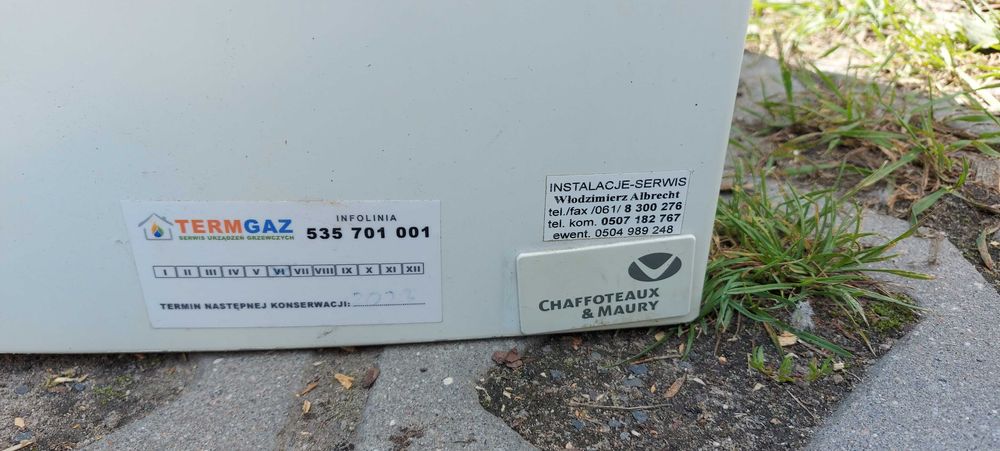 TERMGAZ
SERWIS URZĄDZEŃ GRZEWCZYCH
INFOLINIA
535 701 001
I II III IV V VI VII VIII IX X XI XII
TERMIN NASTĘPNEJ KONSERWACJI:
INSTALACJE-SERWIS
Włodzimierz Albrecht
tel./fax /061/ 8 300 276
tel. kom. 0507 182 767
ewent. 0504 989 248
CHAFFOTEAUX
& MAURY